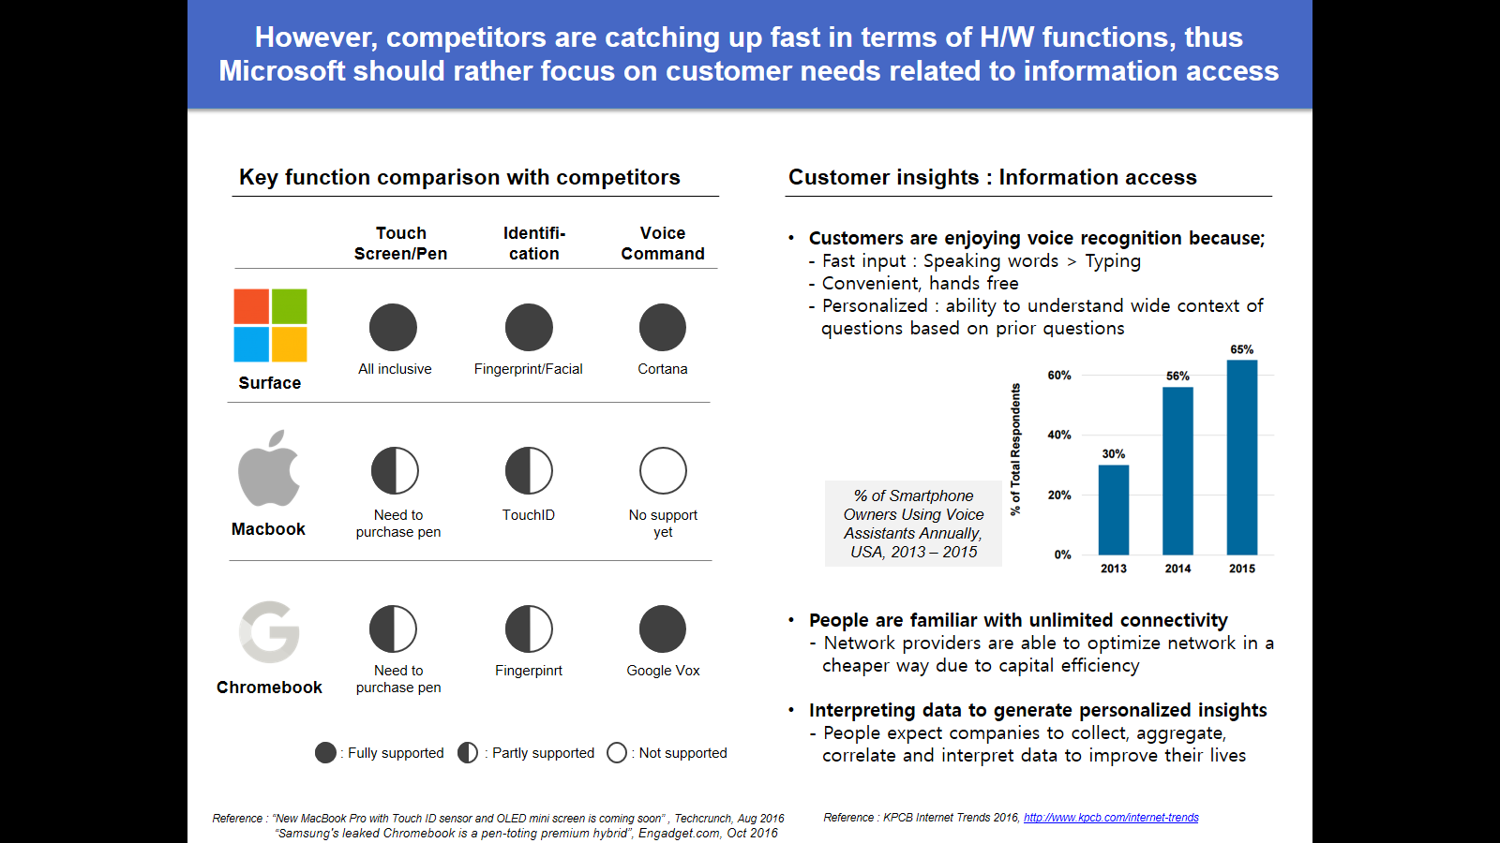 However, competitors are catching up fast in terms of H/W functions, thus
Microsoft should rather focus on customer needs related to information access
Key function comparison with competitors
Touch
Screen/Pen
Identifi-
cation
Voice
Command
Surface
All inclusive
Fingerprint/Facial
Cortana
Macbook
Need to
purchase pen
TouchID
No support
yet
Chromebook
Need to
purchase pen
Fingerpinrt
Google Vox
: Fully supported
: Partly supported
: Not supported
Reference : “New MacBook Pro with Touch ID sensor and OLED mini screen is coming soon” , Techcrunch, Aug 2016
“Samsung's leaked Chromebook is a pen-toting premium hybrid”, Engadget.com, Oct 2016
Customer insights : Information access
• Customers are enjoying voice recognition because;
- Fast input : Speaking words > Typing
- Convenient, hands free
- Personalized : ability to understand wide context of
questions based on prior questions
% of Smartphone
Owners Using Voice
Assistants Annually,
USA, 2013 – 2015
% of Total Respondents
60%
40%
20%
0%
30%
56%
65%
2013
2014
2015
• People are familiar with unlimited connectivity
- Network providers are able to optimize network in a
cheaper way due to capital efficiency
• Interpreting data to generate personalized insights
- People expect companies to collect, aggregate,
correlate and interpret data to improve their lives
Reference : KPCB Internet Trends 2016, http://www.kpcb.com/internet-trends